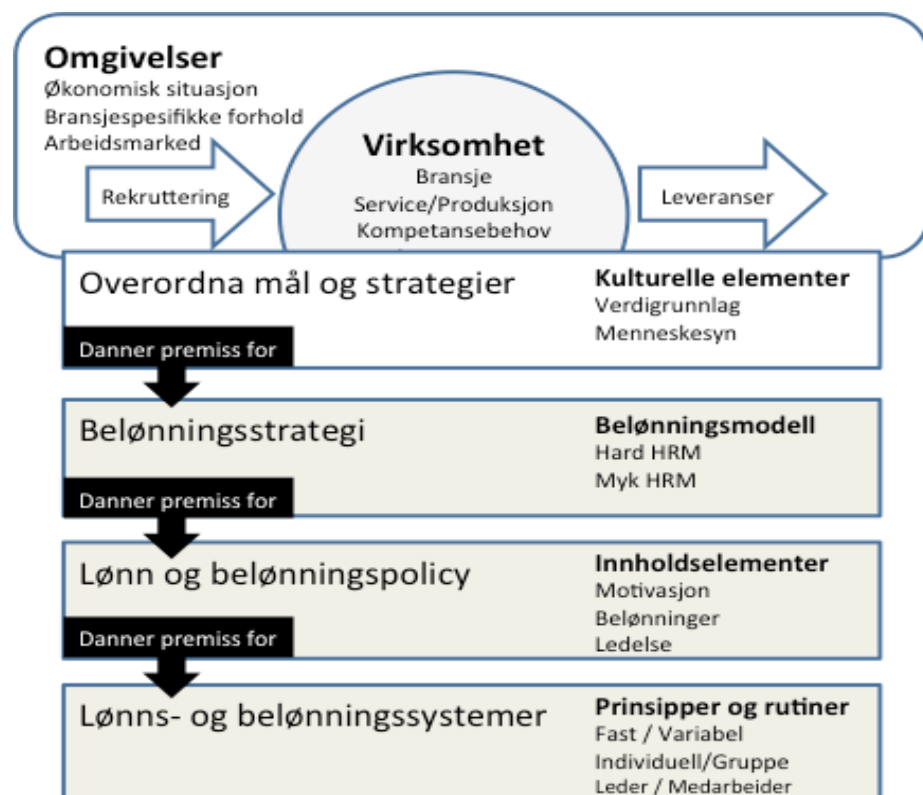 Omgivelser
Økonomisk situasjon
Bransjespesifikke forhold
Arbeidsmarked
Rekruttering
Virksomhet
Bransje
Service/Produksjon
Kompetansebehov
Leveranser
Overordna mål og strategier
Kulturelle elementer
Verdigrunnlag
Menneskesyn
Danner premiss for
Belønningsstrategi
Belønningsmodell
Hard HRM
Myk HRM
Danner premiss for
Lønn og belønningspolicy
Innholdselementer
Motivasjon
Belønninger
Ledelse
Danner premiss for
Lønns- og belønningssystemer
Prinsipper og rutiner
Fast / Variabel
Individuell/Gruppe
Leder / Medarbeider